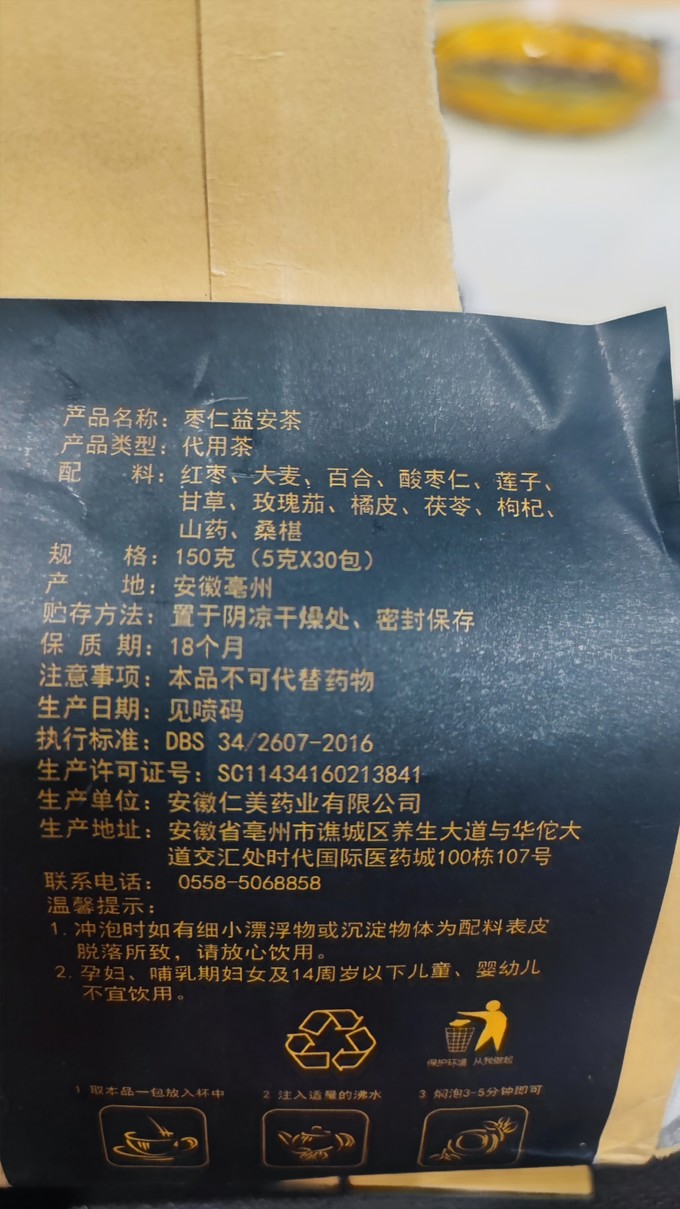 产品名称：枣仁益安茶
产品类型：代用茶
配　　料：红枣、大麦、百合、酸枣仁、莲子、
甘草、玫瑰茄、橘皮、茯苓、枸杞、
山药、桑椹
规　　格：150克（5克X30包）
产　　地：安徽亳州
贮存方法：置于阴凉干燥处、密封保存
保 质 期：18个月
注意事项：本品不可代替药物
生产日期：见喷码
执行标准：DBS 34/2607-2016
生产许可证号：SC11434160213841
生产单位：安徽仁美药业有限公司
生产地址：安徽省亳州市谯城区养生大道与华佗大
道交汇处时代国际医药城100栋107号
联系电话： 0558-5068858
温馨提示：
1. 冲泡时如有细小漂浮物或沉淀物体为配料表皮
脱落所致，请放心饮用。
2. 孕妇、哺乳期妇女及14周岁以下儿童、婴幼儿
不宜饮用。
保护环境 从我做起
1 取本品一包放入杯中 2 注入适量的沸水 3 焖泡3-5分钟即可